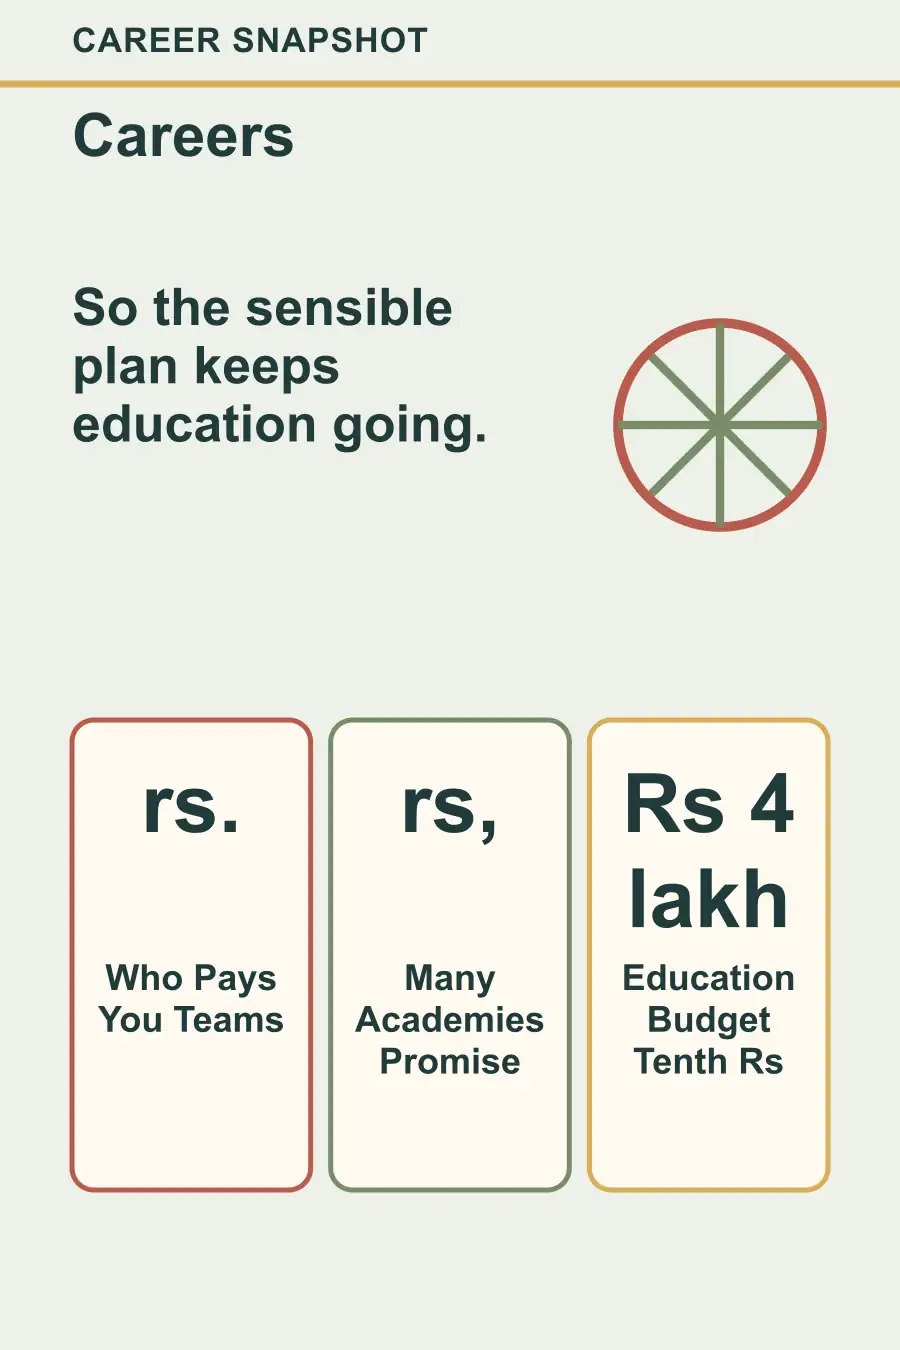 CAREER SNAPSHOT
Careers
So the sensible
plan keeps
education going.
rs.
Who Pays
You Teams
rs,
Many
Academies
Promise
Rs 4
lakh
Education
Budget
Tenth Rs